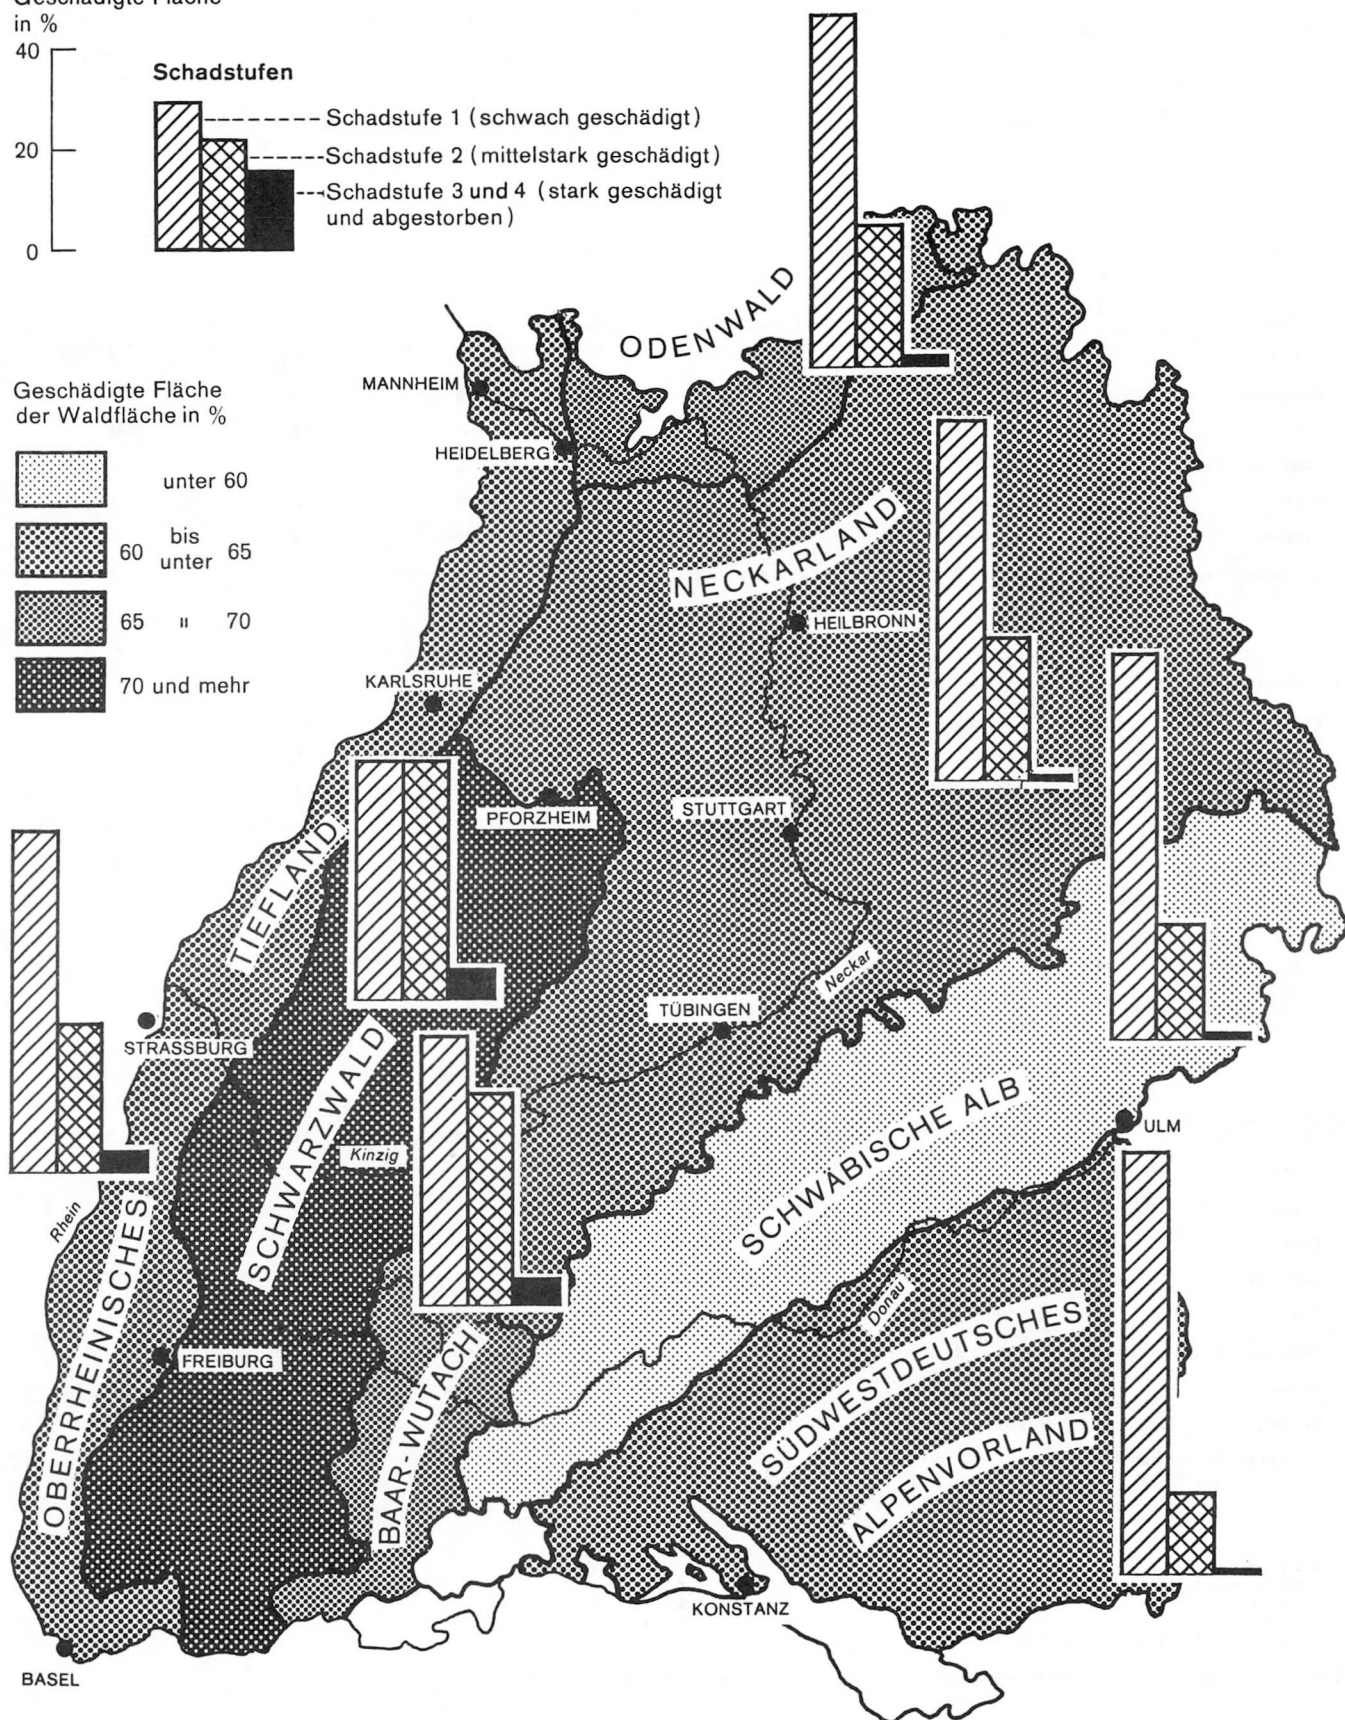 Geschädigte Fläche
in %
40
20
0
Schadstufen
Schadstufe 1 (schwach geschädigt)
Schadstufe 2 (mittelstark geschädigt)
Schadstufe 3 und 4 (stark geschädigt
und abgestorben)
Geschädigte Fläche
der Waldfläche in %
unter 60
60 bis unter 65
65 " 70
70 und mehr
ODENWALD
MANNHEIM
HEIDELBERG
NECKARLAND
HEILBRONN
KARLSRUHE
PFORZHEIM
STUTTGART
TIEFLAND
Neckar
TÜBINGEN
STRASSBURG
SCHWARZWALD
SCHWÄBISCHE ALB
ULM
Kinzig
Rhein
OBERRHEINISCHES
Donau
SÜDWESTDEUTSCHES
FREIBURG
BAAR-WUTACH
ALPENVORLAND
KONSTANZ
BASEL